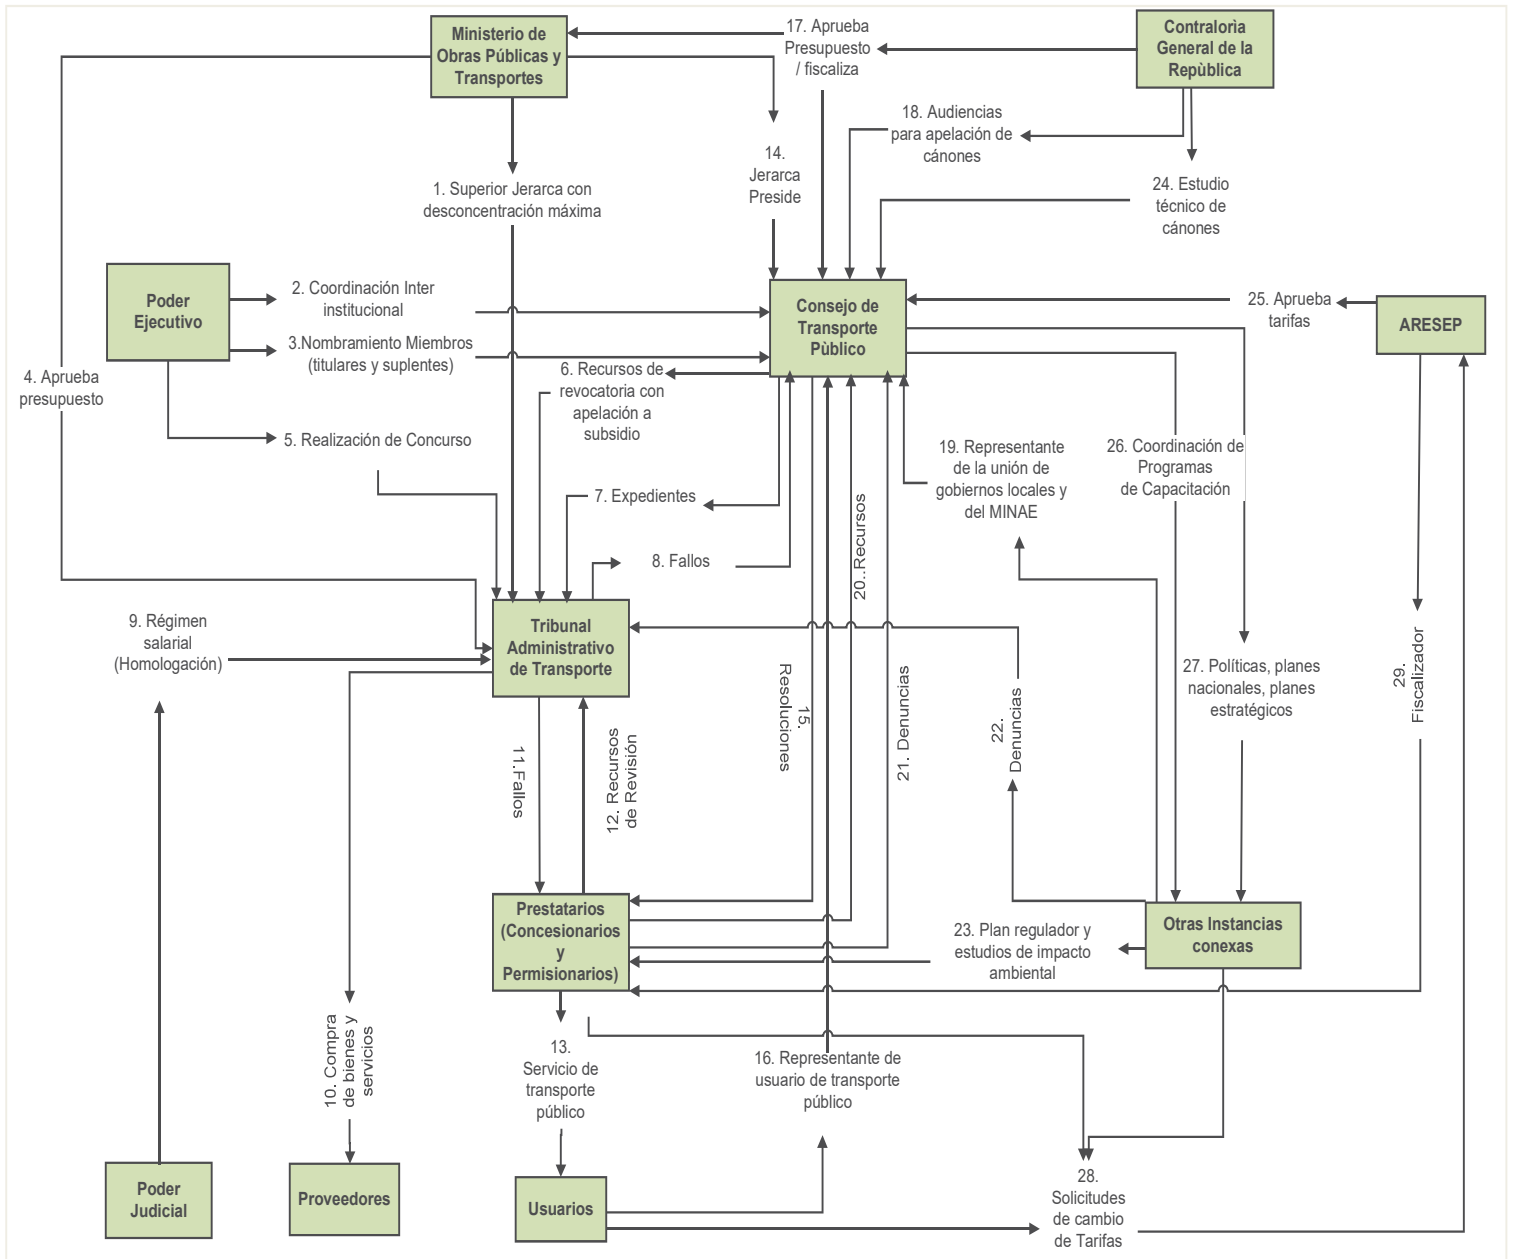 Ministerio de
Obras Públicas y
Transportes
17. Aprueba
Presupuesto
/ fiscaliza
Contralorìa
General de la
Repùblica
18. Audiencias
para apelación de
cánones
14.
Jerarca
Preside
1. Superior Jerarca con
desconcentración máxima
24. Estudio
técnico de
cánones
Poder
Ejecutivo
2. Coordinación Inter
institucional
3.Nombramiento Miembros
(titulares y suplentes)
Consejo de
Transporte
Pùblico
25. Aprueba
tarifas
ARESEP
4. Aprueba
presupuesto
6. Recursos de
revocatoria con
apelación a
subsidio
5. Realización de Concurso
19. Representante
de la unión de
gobiernos locales y
del MINAE
26. Coordinación de
Programas
de Capacitación
7. Expedientes
20..Recursos
8. Fallos
9. Régimen
salarial
(Homologación)
Tribunal
Administrativo
de Transporte
15.
Resoluciones
21. Denuncias
22.
Denuncias
27. Políticas, planes
nacionales, planes
estratégicos
29.
Fiscalizador
11.Fallos
12. Recursos
de Revisión
Prestatarios
(Concesionarios
y
Permisionarios)
23. Plan regulador y
estudios de impacto
ambiental
Otras Instancias
conexas
10. Compra
de bienes y
servicios
13.
Servicio de
transporte
público
16. Representante de
usuario de transporte
público
Poder
Judicial
Proveedores
Usuarios
28.
Solicitudes
de cambio
de Tarifas